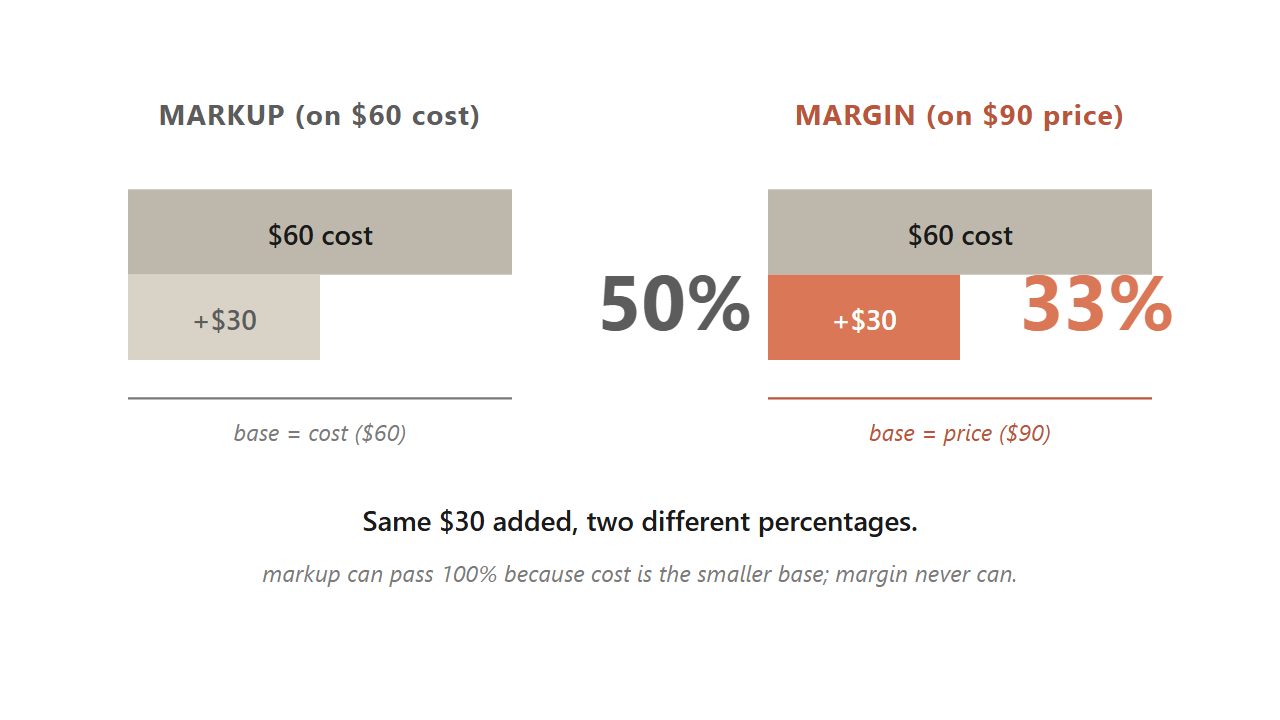 MARKUP (on $60 cost)
$60 cost
+$30
50%
base = cost ($60)
MARGIN (on $90 price)
$60 cost
+$30
33%
base = price ($90)
Same $30 added, two different percentages.
markup can pass 100% because cost is the smaller base; margin never can.